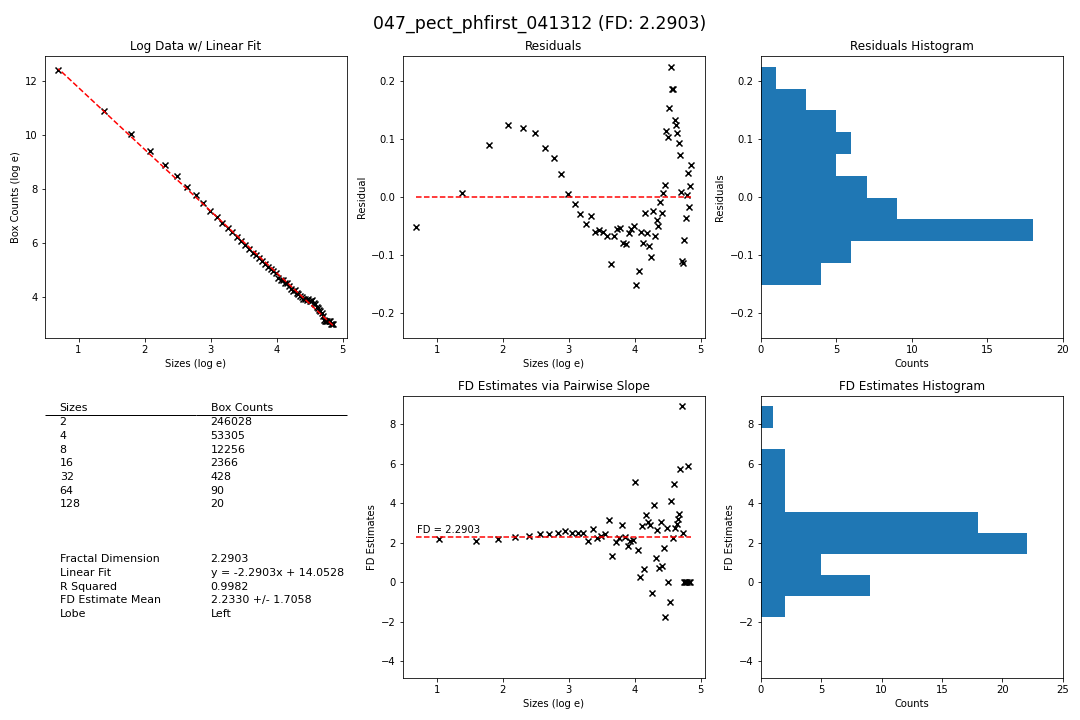 047_pect_phfirst_041312 (FD: 2.2903)
Log Data w/ Linear Fit
12
10
8
6
4
1 2 3 4 5
Box Counts (log e)
Sizes (log e)
Residuals
0.2
0.1
0.0
−0.1
−0.2
1 2 3 4 5
Residual
Sizes (log e)
Residuals Histogram
0.2
0.1
0.0
−0.1
−0.2
0 5 10 15 20
Residuals
Counts
Sizes Box Counts
2 246028
4 53305
8 12256
16 2366
32 428
64 90
128 20
Fractal Dimension 2.2903
Linear Fit y = -2.2903x + 14.0528
R Squared 0.9982
FD Estimate Mean 2.2330 +/- 1.7058
Lobe Left
FD Estimates via Pairwise Slope
8
6
4
2
0
−2
−4
FD = 2.2903
1 2 3 4 5
FD Estimates
Sizes (log e)
FD Estimates Histogram
8
6
4
2
0
−2
−4
0 5 10 15 20 25
FD Estimates
Counts